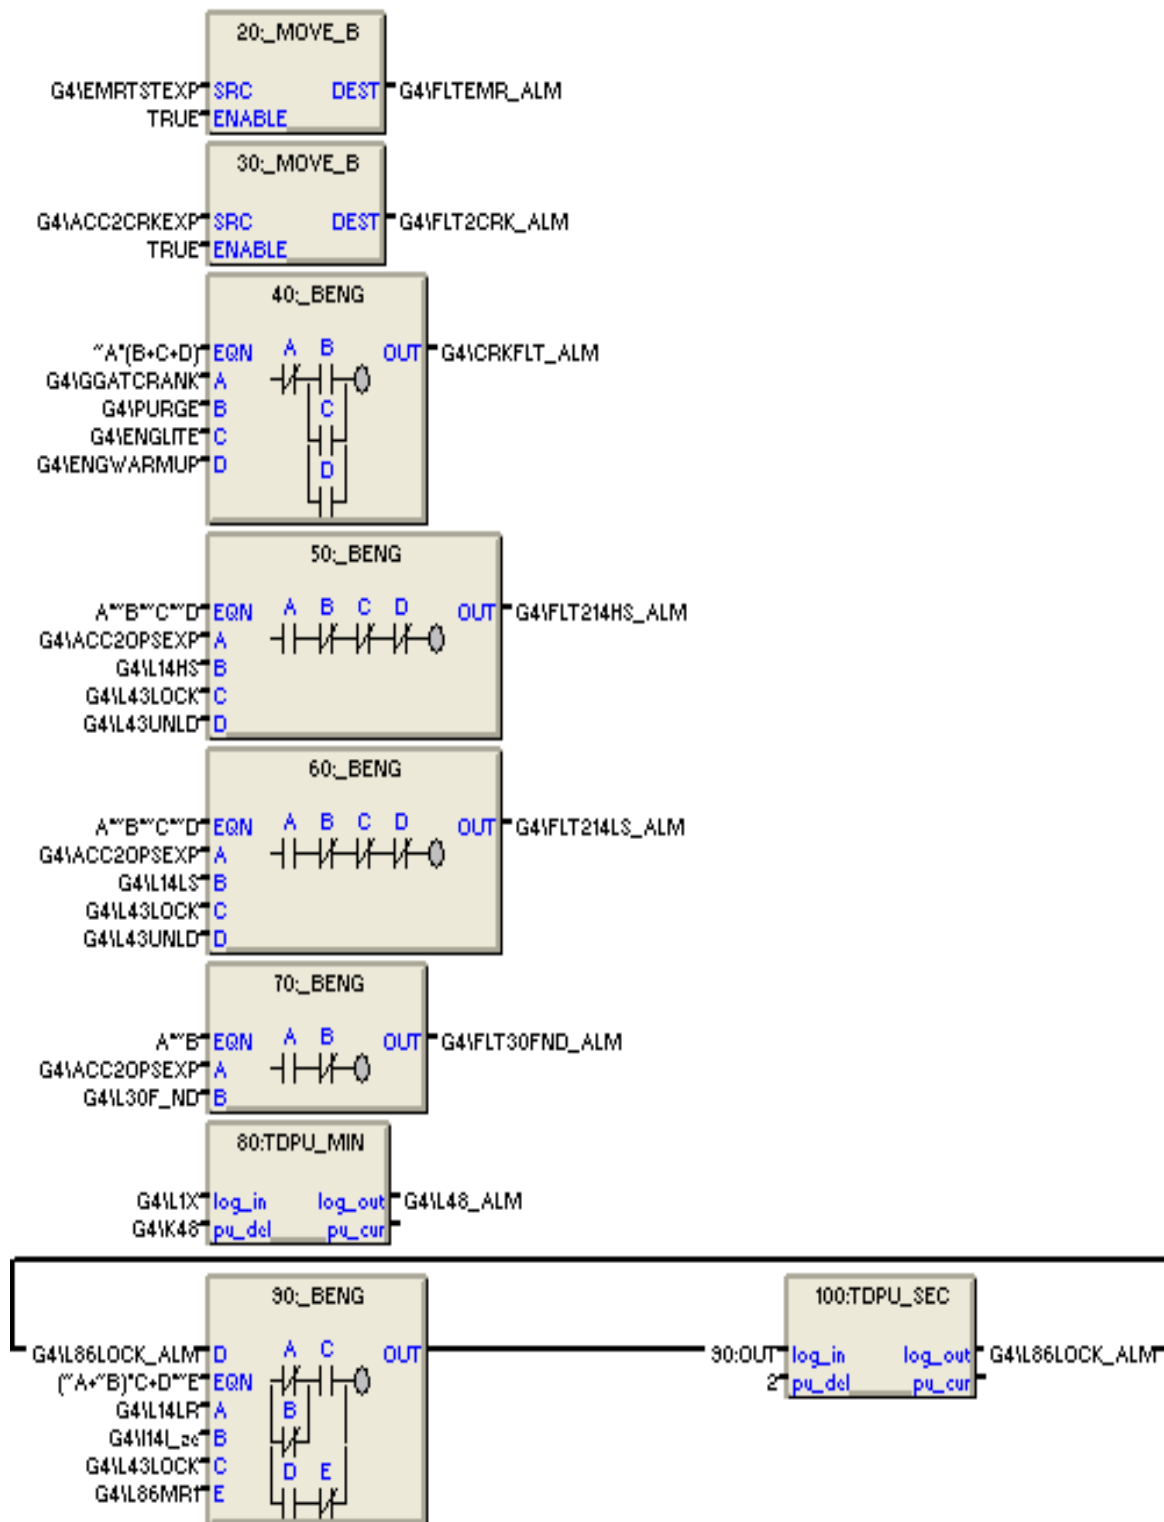 20:_MOVE_B
G4\EMRTSTEXP SRC DEST G4\FLTEMR_ALM
TRUE ENABLE
30:_MOVE_B
G4\ACC2CRKEXP SRC DEST G4\FLT2CRK_ALM
TRUE ENABLE
40:_BENG
~A*(B+C+D) EQN A B OUT G4\CRKFLT_ALM
G4\GGATCRANK A
G4\PURGE B C
G4\ENGLITE C
G4\ENGWARMUP D D
50:_BENG
A*~B*~C*~D EQN A B C D OUT G4\FLT214HS_ALM
G4\ACC2OPSEXP A
G4\L14HS B
G4\L43LOCK C
G4\L43UNLD D
60:_BENG
A*~B*~C*~D EQN A B C D OUT G4\FLT214LS_ALM
G4\ACC2OPSEXP A
G4\L14LS B
G4\L43LOCK C
G4\L43UNLD D
70:_BENG
A*~B EQN A B OUT G4\FLT30FND_ALM
G4\ACC2OPSEXP A
G4\L30F_ND B
80:TDPU_MIN
G4\L1X log_in log_out G4\L48_ALM
G4\K48 pu_del pu_cur
90:_BENG 100:TDPU_SEC
G4\L86LOCK_ALM D A C OUT 90:OUT log_in log_out G4\L86LOCK_ALM
(~A+~B)*C+D*~E EQN 2 pu_del pu_cur
G4\L14LR A B
G4\l14l_zc B
G4\L43LOCK C D E
G4\L86MR1 E